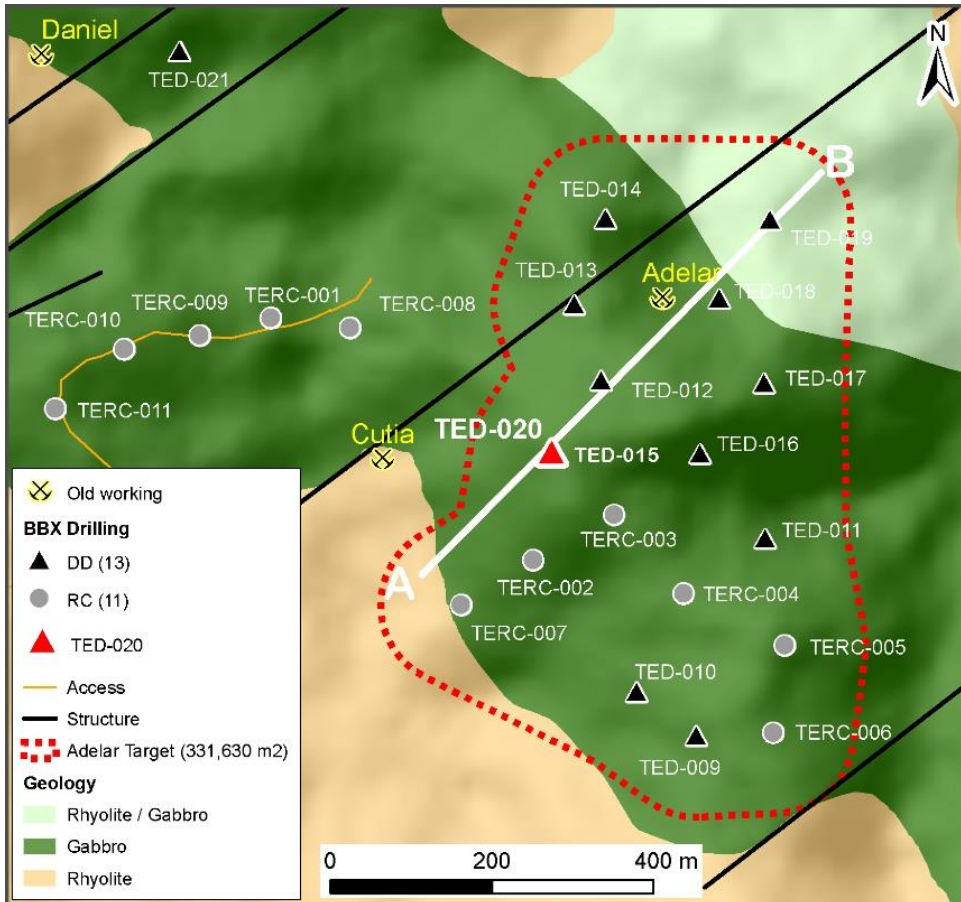 Daniel
TED-021
N
B
TED-014
TED-019
TED-013
Adelar
TED-018
TERC-001
TERC-009
TERC-008
TERC-010
TED-012
TED-017
TERC-011
Cutia
TED-020
TED-015
TED-016
TERC-003
TED-011
A
TERC-002
TERC-004
TERC-007
TERC-005
TED-010
TERC-006
TED-009
Old working
BBX Drilling
DD (13)
RC (11)
TED-020
Access
Structure
Adelar Target (331,630 m2)
Geology
Rhyolite / Gabbro
Gabbro
Rhyolite
0 200 400 m